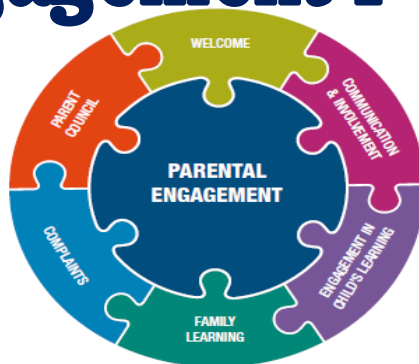 WELCOME
COMMUNICATION
& INVOLVEMENT
ENGAGEMENT IN
CHILD'S LEARNING
FAMILY
LEARNING
COMPLAINTS
PARENT
COUNCIL
PARENTAL
ENGAGEMENT